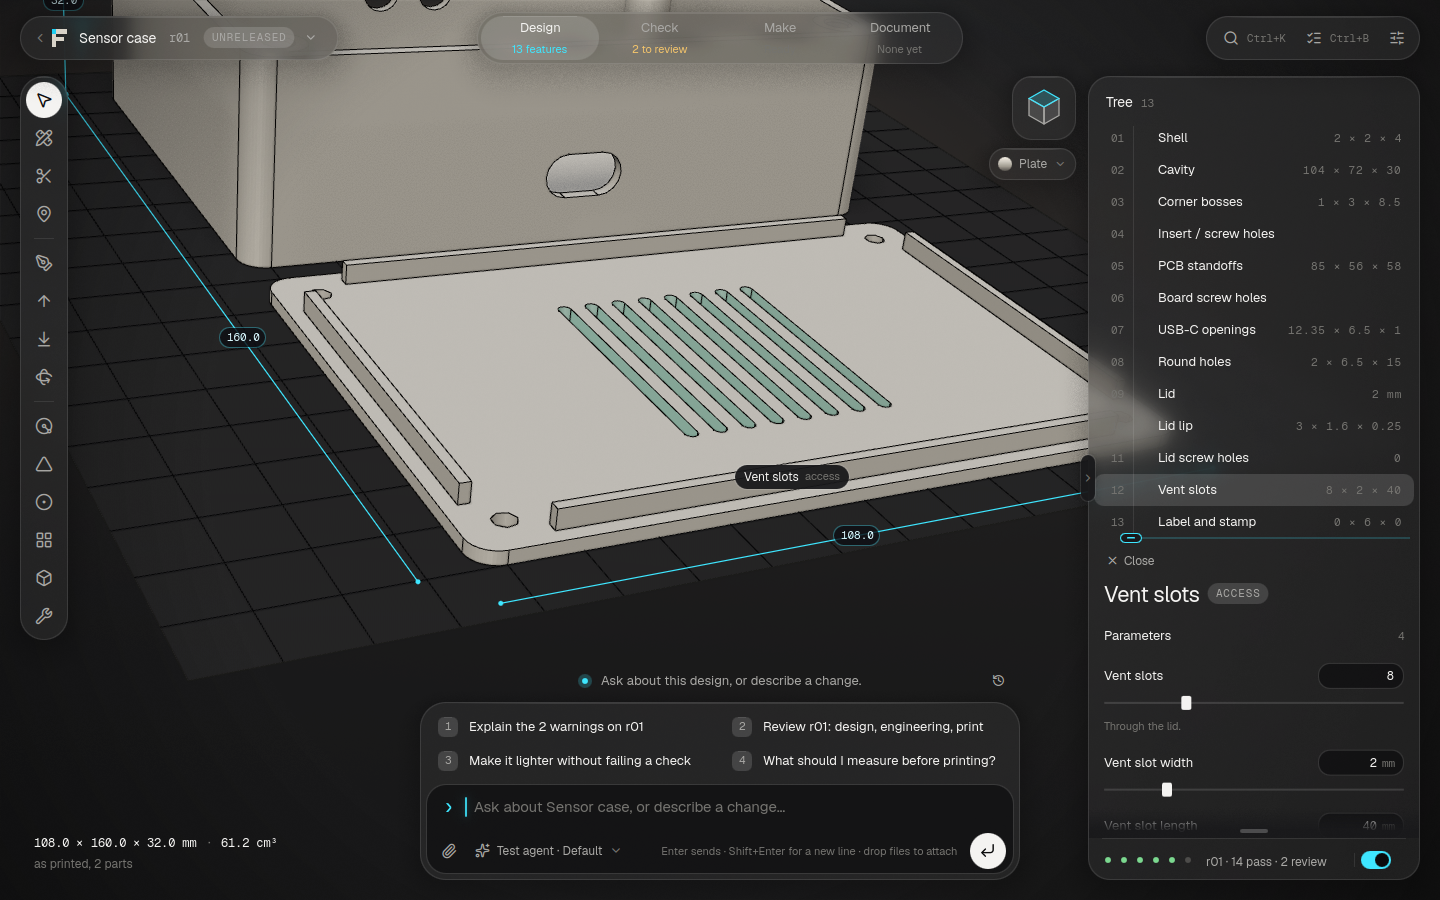 32.0
Sensor case r01 UNRELEASED
Design
13 features
Check
2 to review
Make
Document
None yet
Ctrl+K
Ctrl+B
Plate
Tree 13
01 Shell 2 × 2 × 4
02 Cavity 104 × 72 × 30
03 Corner bosses 1 × 3 × 8.5
04 Insert / screw holes
05 PCB standoffs 85 × 56 × 58
06 Board screw holes
07 USB-C openings 12.35 × 6.5 × 1
08 Round holes 2 × 6.5 × 15
09 Lid 2 mm
Lid lip 3 × 1.6 × 0.25
11 Lid screw holes 0
12 Vent slots 8 × 2 × 40
13 Label and stamp 0 × 6 × 0
160.0
Vent slots access
108.0
Close
Vent slots ACCESS
Parameters 4
Vent slots 8
Through the lid.
Vent slot width 2 mm
Vent slot length 40 mm
r01 · 14 pass · 2 review
Ask about this design, or describe a change.
1 Explain the 2 warnings on r01
2 Review r01: design, engineering, print
3 Make it lighter without failing a check
4 What should I measure before printing?
Ask about Sensor case, or describe a change...
Test agent · Default
Enter sends · Shift+Enter for a new line · drop files to attach
108.0 × 160.0 × 32.0 mm · 61.2 cm³
as printed, 2 parts